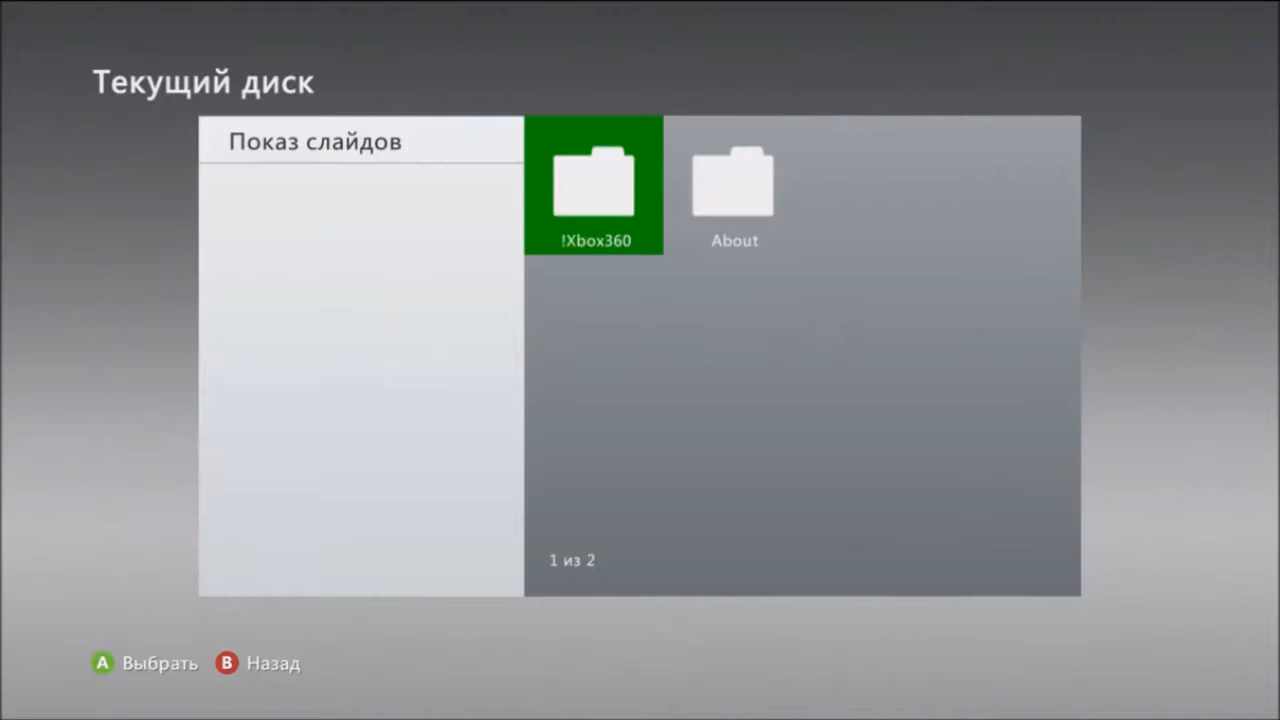 Текущий диск
Показ слайдов
!Xbox360
About
1 из 2
A Выбрать B Назад